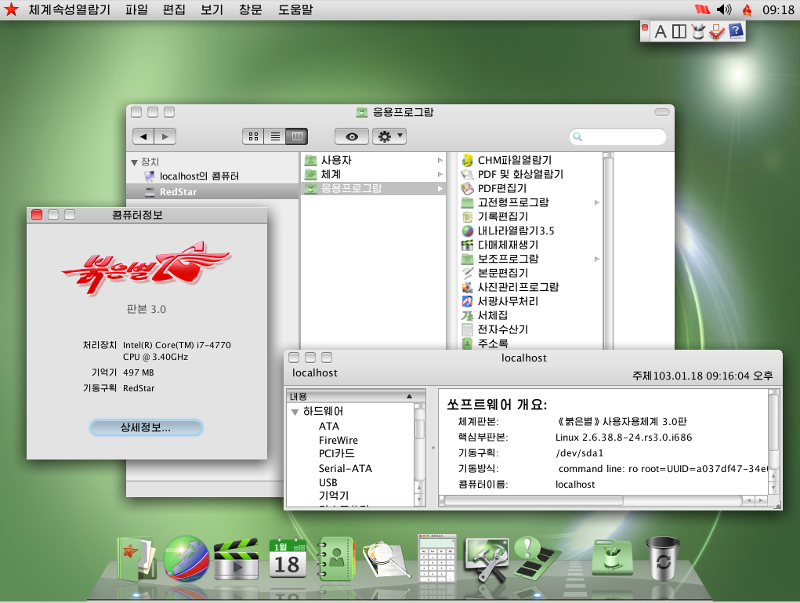 체계속성열람기 파일 편집 보기 창문 도움말 09:18
A ?
응용프로그람
장치
localhost의 콤퓨터
RedStar
사용자
체계
응용프로그람
CHM파일열람기
PDF 및 화상열람기
PDF편집기
고전형프로그람
기록편집기
내나라열람기3.5
다매체재생기
보조프로그람
본문편집기
사진관리프로그람
서광사무처리
서체집
전자수산기
주소록
콤퓨터정보
붉은별
판본 3.0
처리장치 Intel(R) Core(TM) i7-4770
CPU @ 3.40GHz
기억기 497 MB
기동구획 RedStar
상세정보...
localhost
localhost
주체103.01.18 09:16:04 오후
내용
하드웨어
ATA
FireWire
PCI카드
Serial-ATA
USB
기억기
쏘프트웨어 개요:
체계판본: 《붉은별》사용자용체계 3.0판
핵심부판본: Linux 2.6.38.8-24.rs3.0.i686
기동구획: /dev/sda1
기동방식: command line: ro root=UUID=a037df47-34e
콤퓨터이름: localhost
1월
18